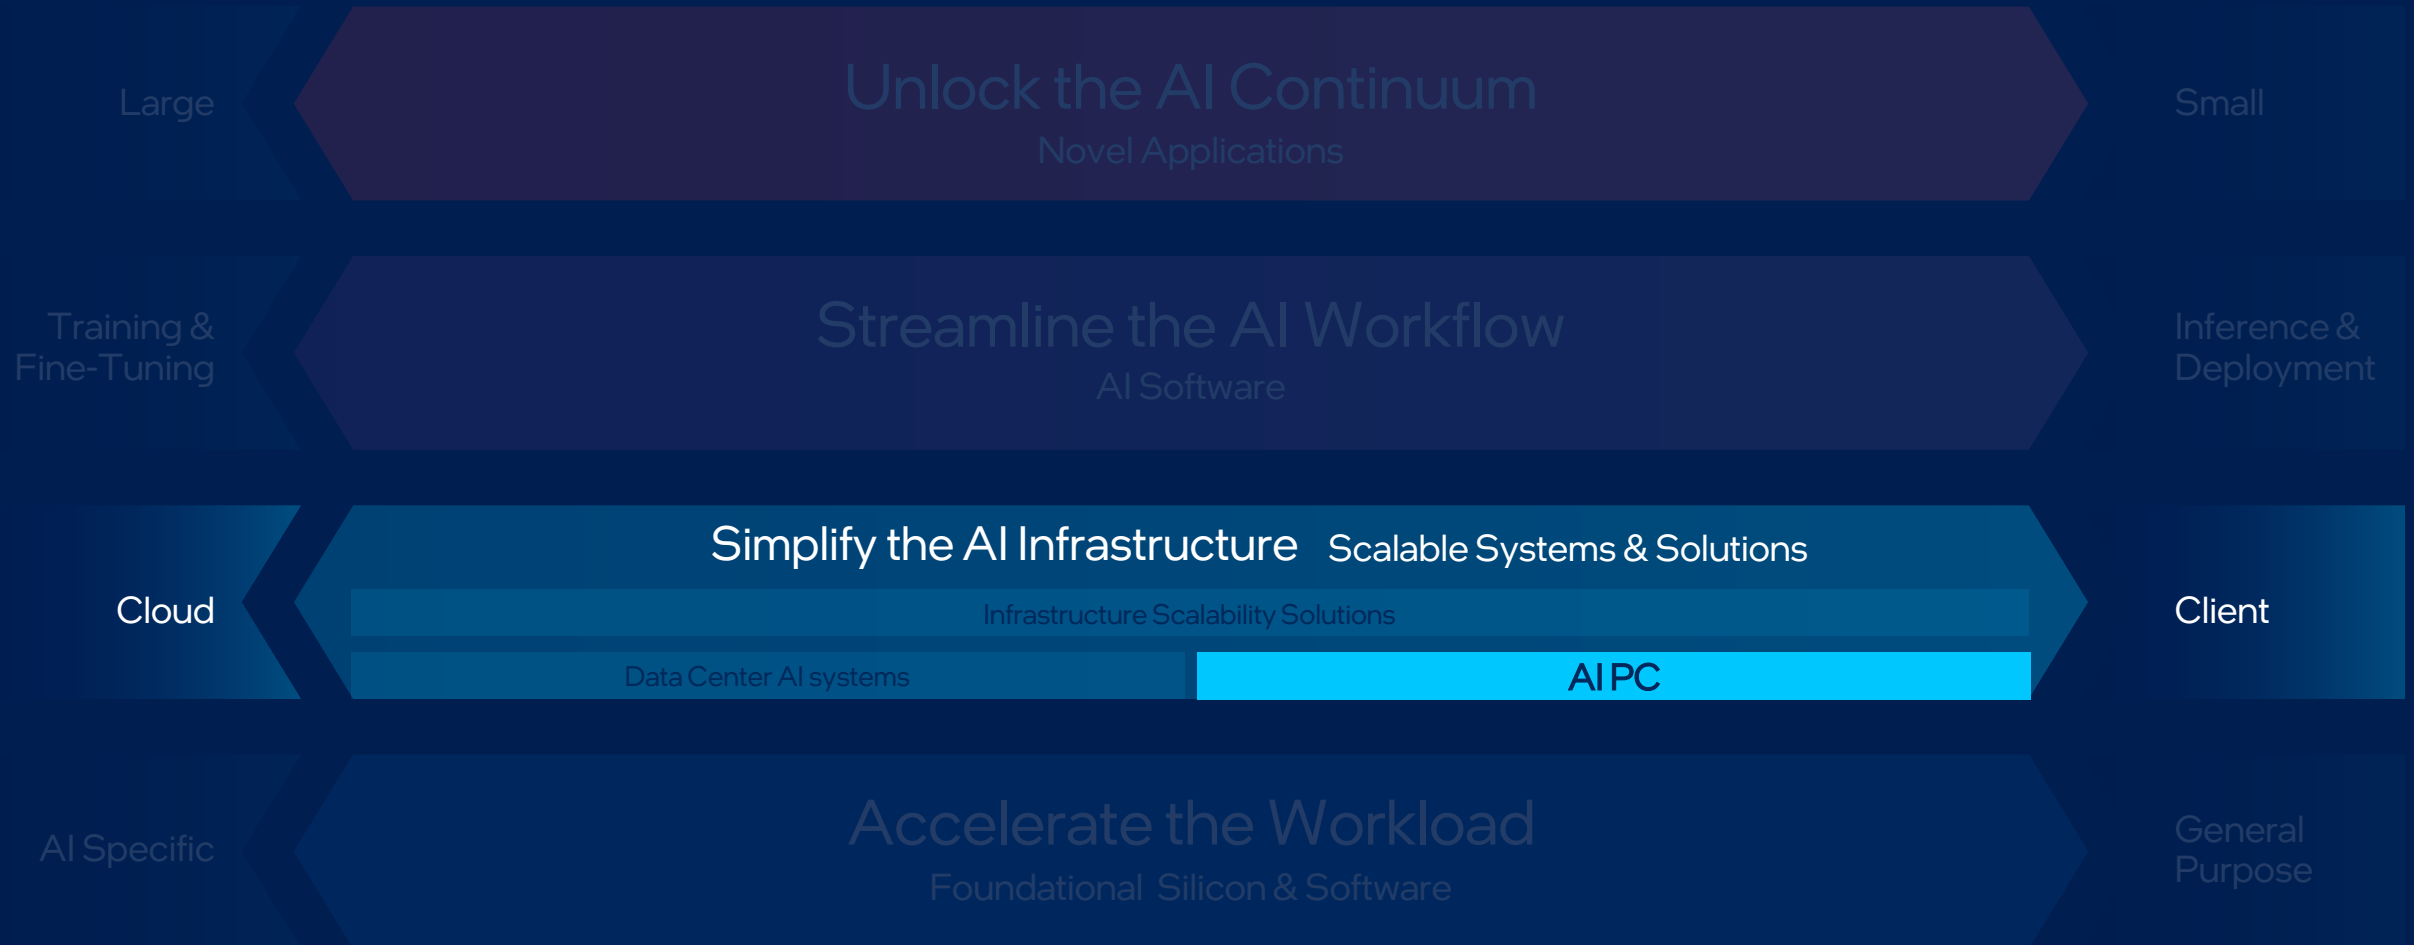 Large
Unlock the AI Continuum
Novel Applications
Small
Training &
Fine-Tuning
Streamline the AI Workflow
AI Software
Inference &
Deployment
Cloud
Simplify the AI Infrastructure Scalable Systems & Solutions
Infrastructure Scalability Solutions
Data Center AI systems
AI PC
Client
AI Specific
Accelerate the Workload
Foundational Silicon & Software
General
Purpose